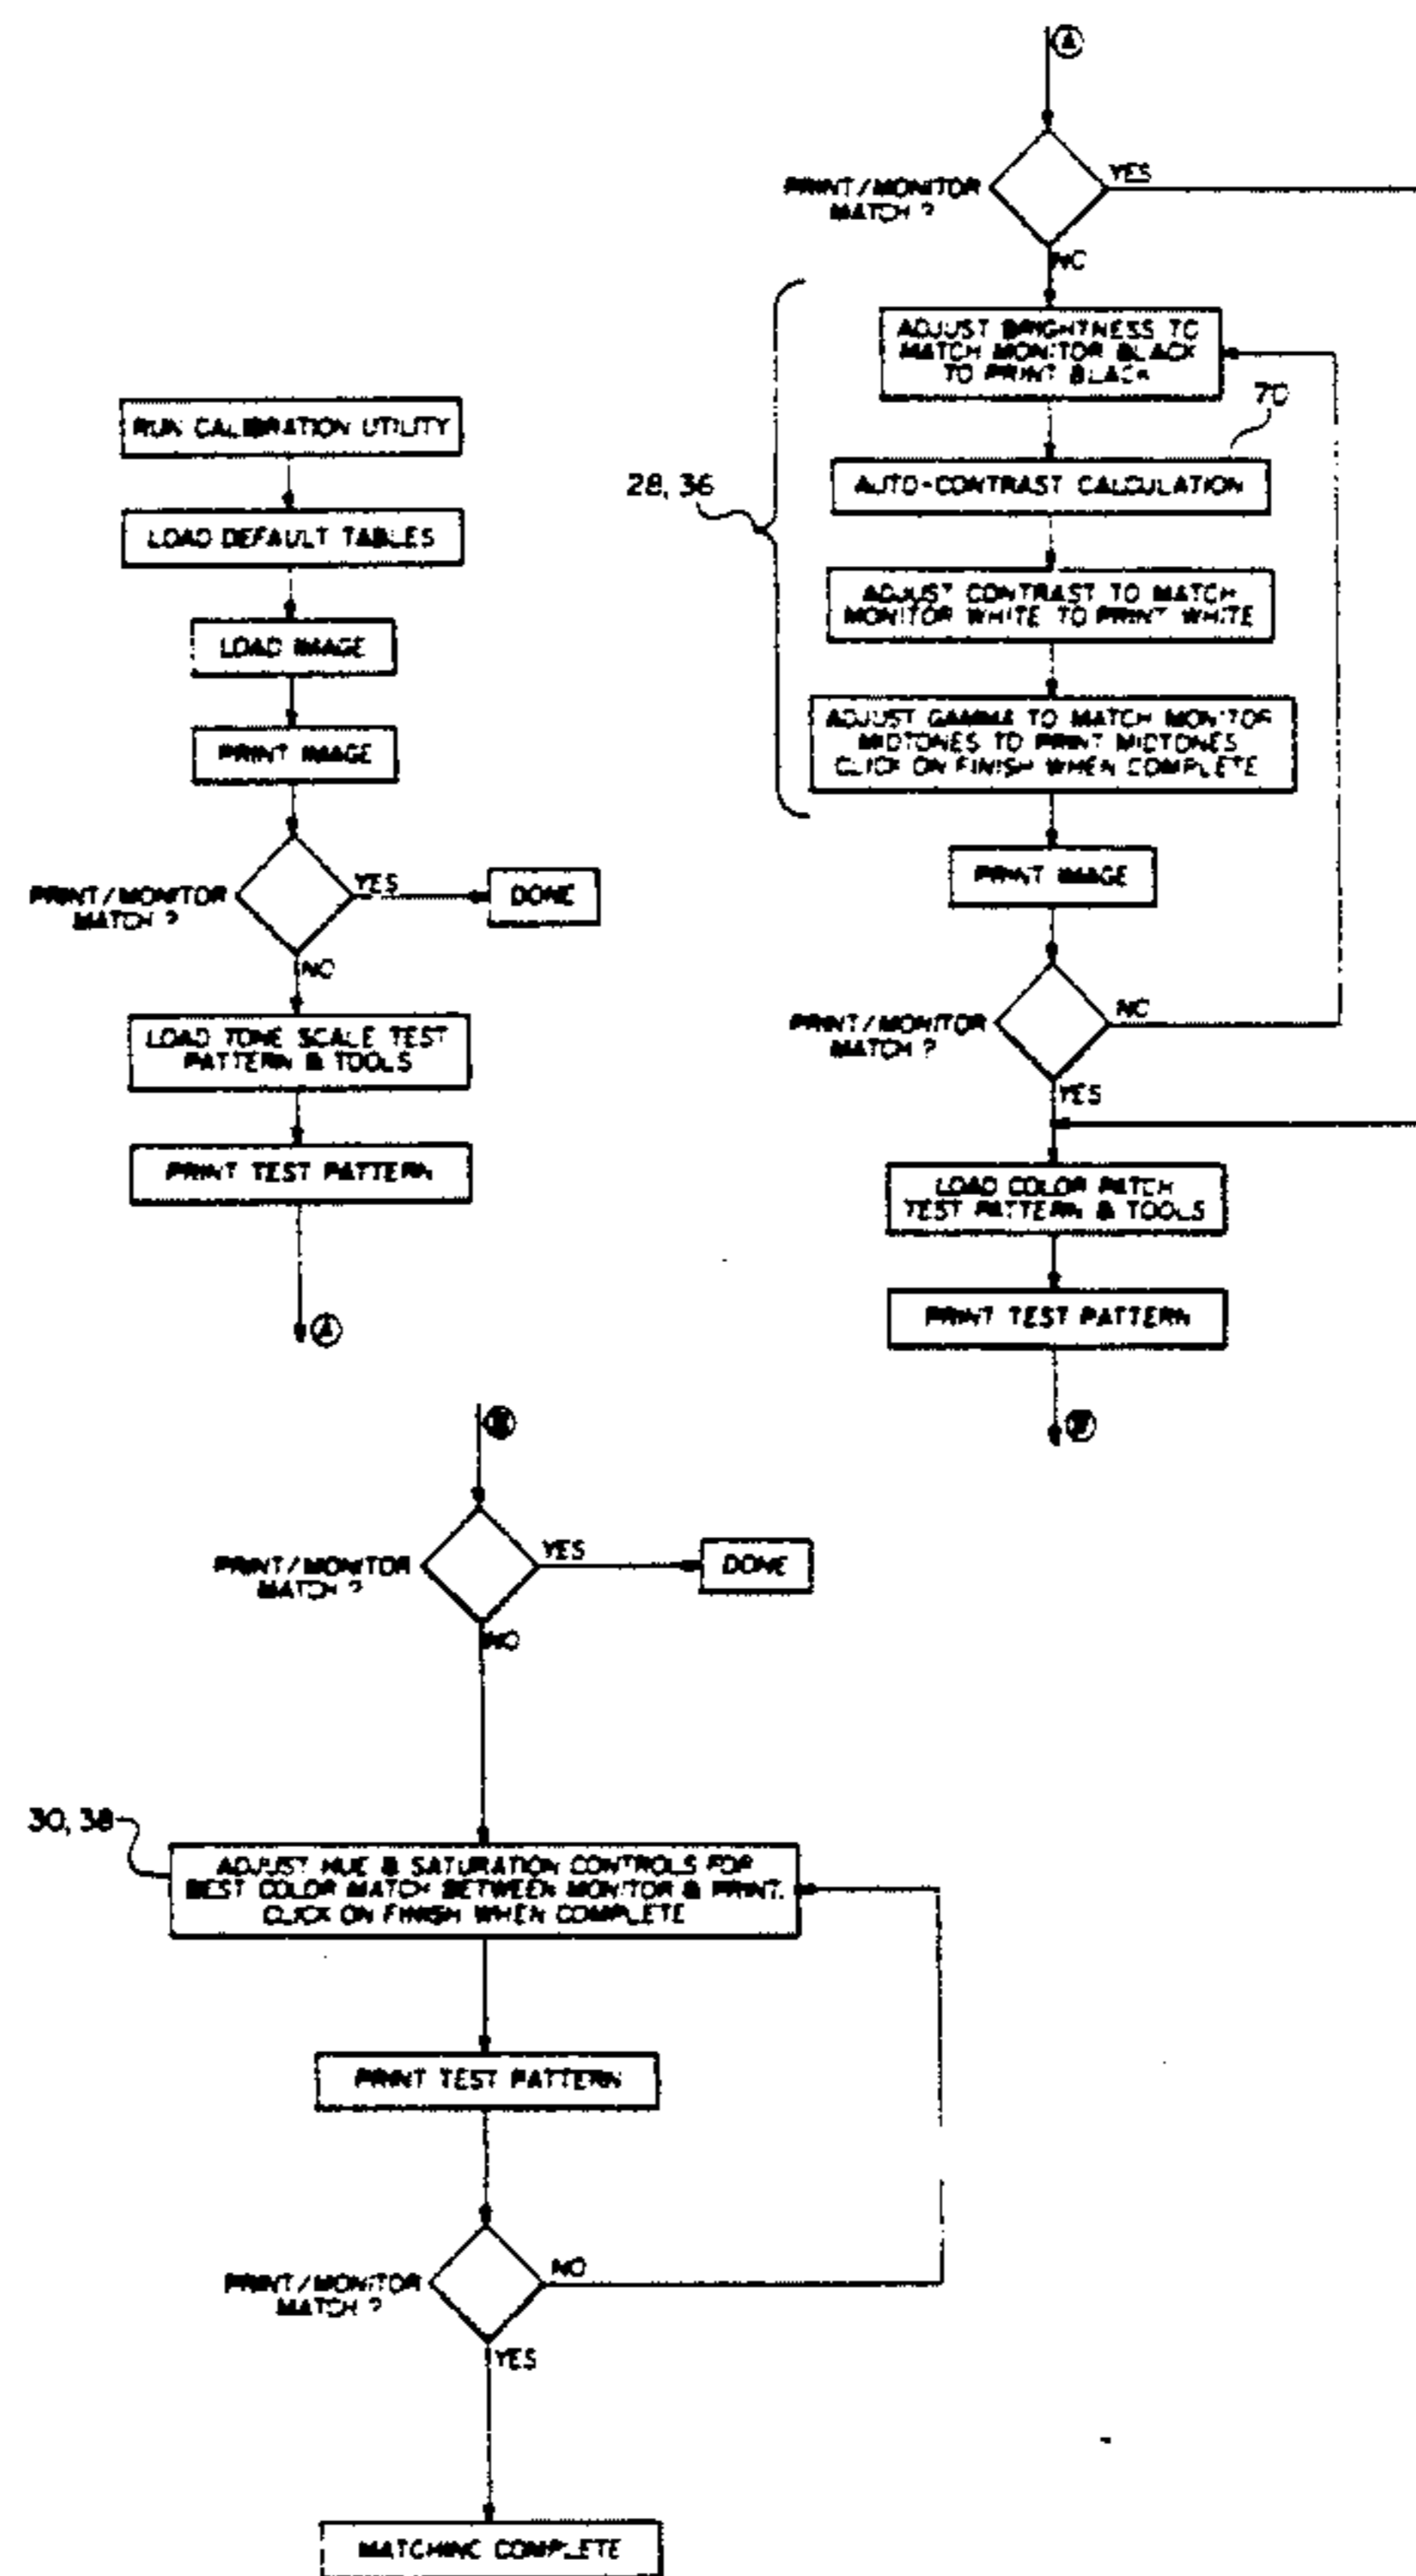 RUN CALIBRATION UTILITY
LOAD DEFAULT TABLES
LOAD IMAGE
PRINT IMAGE
PRINT/MONITOR
MATCH ?
YES
DONE
NO
LOAD TONE SCALE TEST
PATTERN & TOOLS
PRINT TEST PATTERN
A
A
PRINT/MONITOR
MATCH ?
YES
NO
ADJUST BRIGHTNESS TO
MATCH MONITOR BLACK
TO PRINT BLACK
70
28, 36
AUTO-CONTRAST CALCULATION
ADJUST CONTRAST TO MATCH
MONITOR WHITE TO PRINT WHITE
ADJUST GAMMA TO MATCH MONITOR
MIDTONES TO PRINT MIDTONES
CLICK ON FINISH WHEN COMPLETE
PRINT IMAGE
PRINT/MONITOR
MATCH ?
NO
YES
LOAD COLOR PATCH
TEST PATTERN & TOOLS
PRINT TEST PATTERN
PRINT/MONITOR
MATCH ?
YES
DONE
NO
30, 38
ADJUST HUE & SATURATION CONTROLS FOR
BEST COLOR MATCH BETWEEN MONITOR & PRINT.
CLICK ON FINISH WHEN COMPLETE
PRINT TEST PATTERN
PRINT/MONITOR
MATCH ?
NO
YES
MATCHING COMPLETE